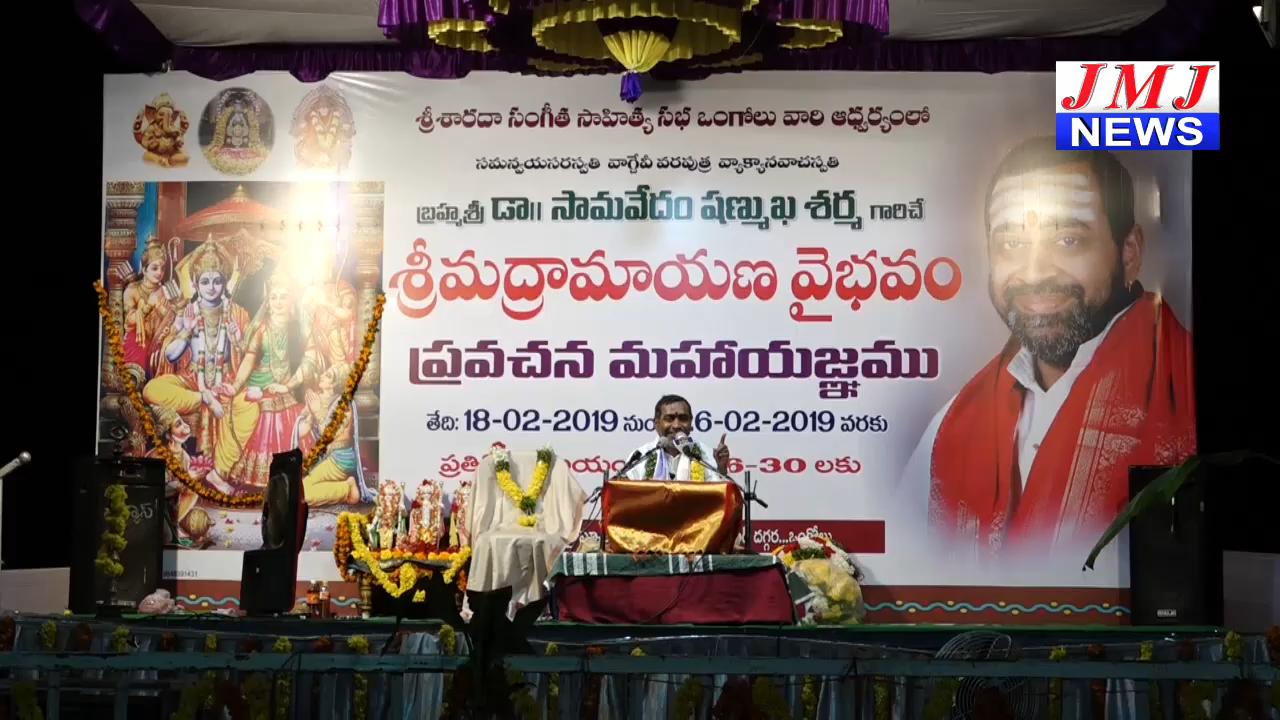 JMJ
NEWS
శ్రీశారదా సంగీత సాహిత్య సభ ఒంగోలు వారి ఆధ్వర్యంలో
సమన్వయసరస్వతి వాగ్దేవీ వరపుత్ర వ్యాక్యానవాచస్పతి
బ్రహ్మశ్రీ డా॥ సామవేదం షణ్ముఖ శర్మ గారిచే
శ్రీమద్రామాయణ వైభవం
ప్రవచన మహాయజ్ఞము
తేది: 18-02-2019 నుం 6-02-2019 వరకు
ప్రతి యం 6-30 లకు
దగ్గర...ఒంగోలు